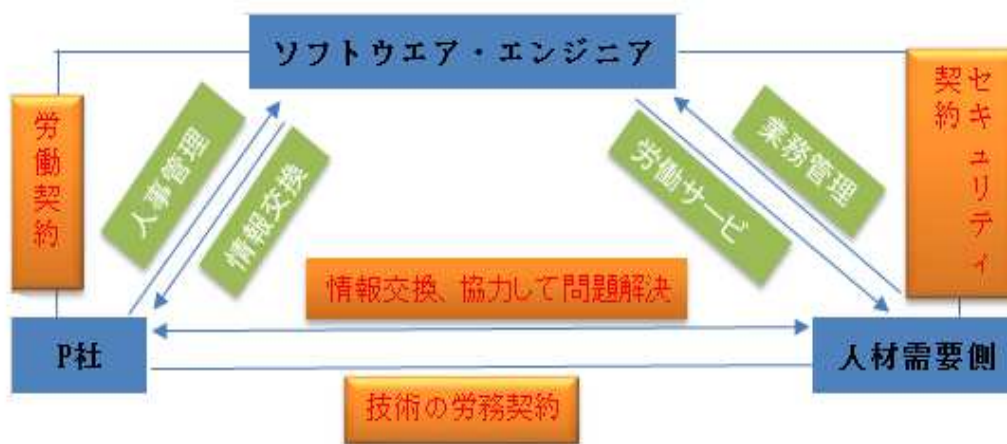 ソフトウエア・エンジニア
労働契約
人事管理
情報交換
労働サービ
業務管理
セキュリティ
契約
情報交換、協力して問題解決
P社
人材需要側
技術の労務契約